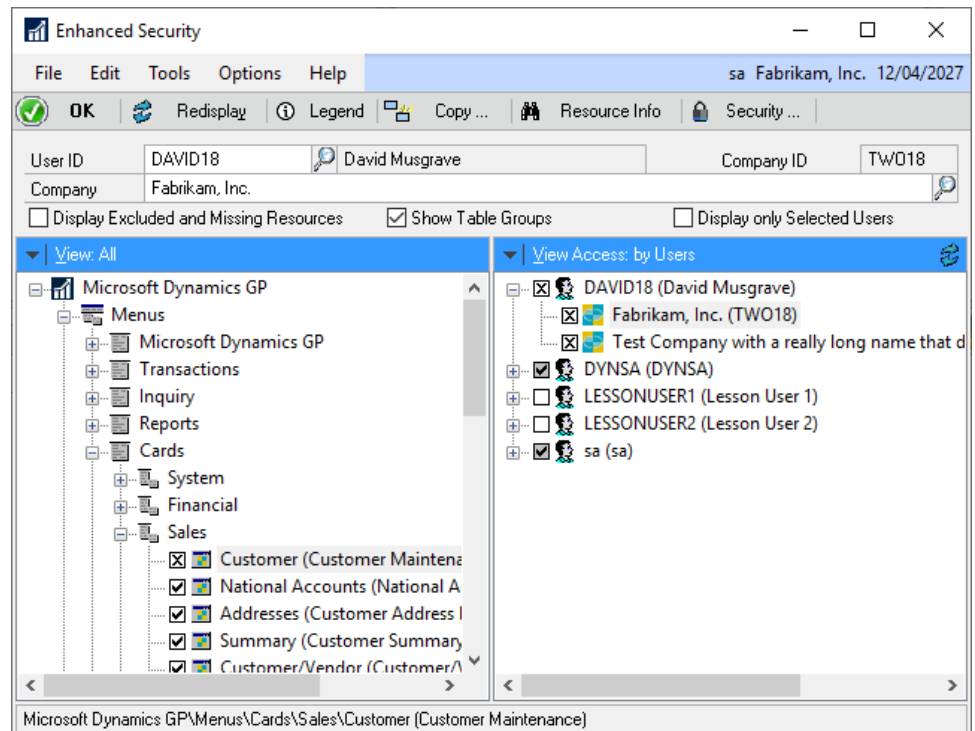 Enhanced Security
File Edit Tools Options Help sa Fabrikam, Inc. 12/04/2027
OK Redisplay Legend Copy ... Resource Info Security ...
User ID DAVID18 David Musgrave Company ID TWO18
Company Fabrikam, Inc.
Display Excluded and Missing Resources Show Table Groups Display only Selected Users
View: All
Microsoft Dynamics GP
Menus
Microsoft Dynamics GP
Transactions
Inquiry
Reports
Cards
System
Financial
Sales
Customer (Customer Maintena
National Accounts (National A
Addresses (Customer Address
Summary (Customer Summary
Customer/Vendor (Customer/V
View Access: by Users
DAVID18 (David Musgrave)
Fabrikam, Inc. (TWO18)
Test Company with a really long name that d
DYNSA (DYNSA)
LESSONUSER1 (Lesson User 1)
LESSONUSER2 (Lesson User 2)
sa (sa)
Microsoft Dynamics GP\Menus\Cards\Sales\Customer (Customer Maintenance)